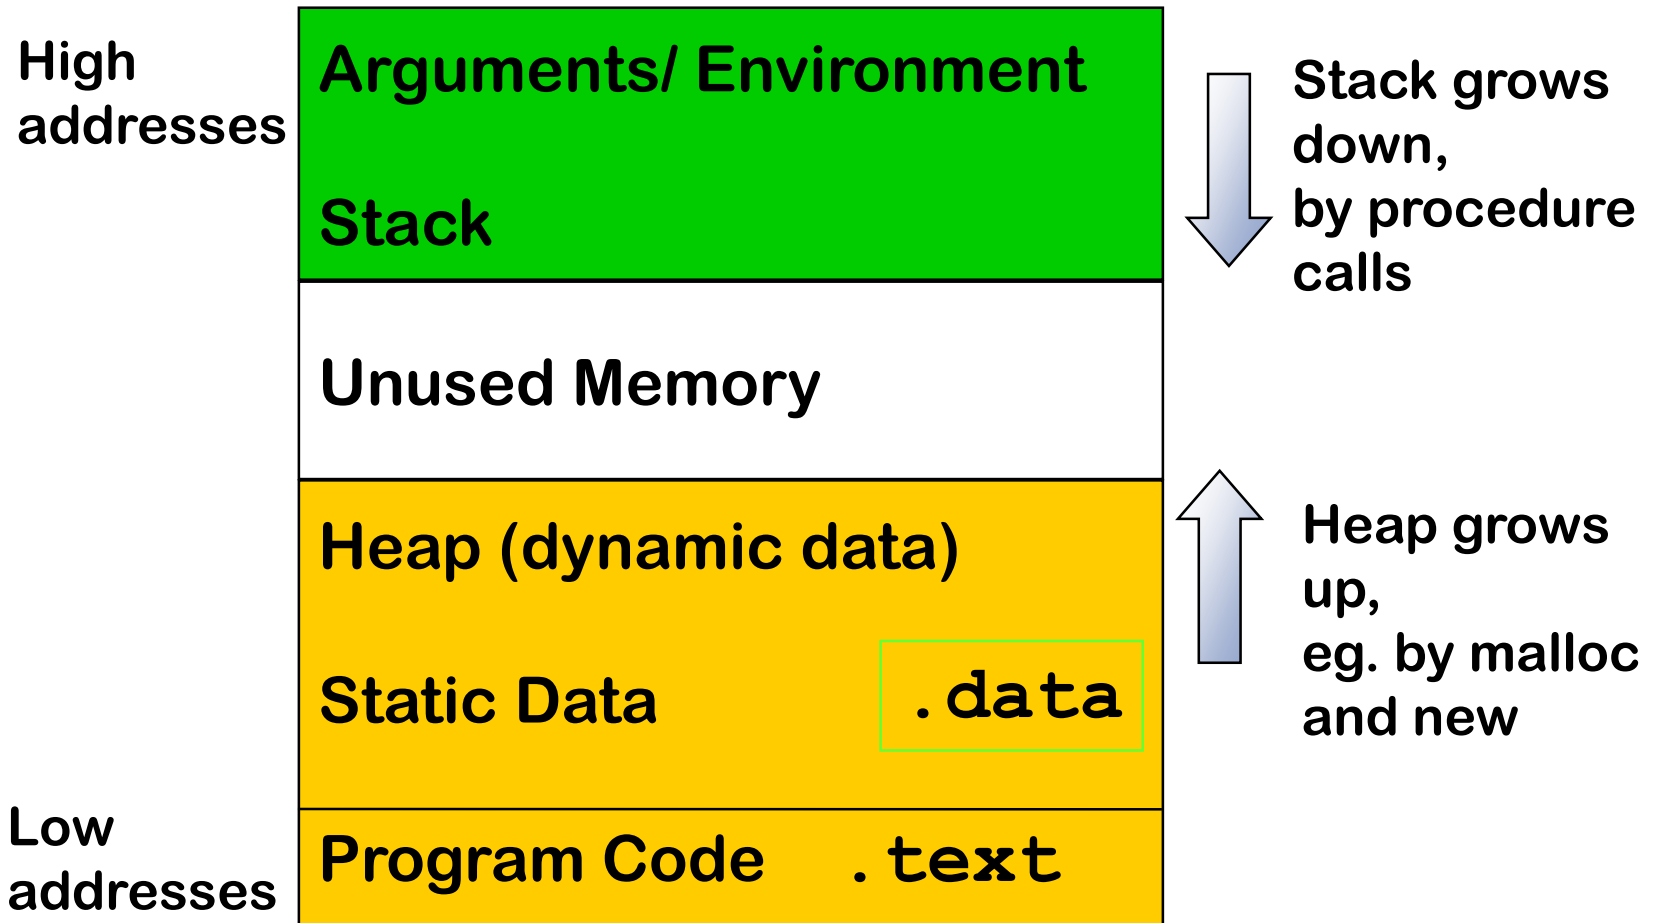 High
addresses
Arguments/ Environment
Stack
Stack grows
down,
by procedure
calls
Unused Memory
Heap (dynamic data)
Static Data .data
Heap grows
up,
eg. by malloc
and new
Low
addresses
Program Code .text